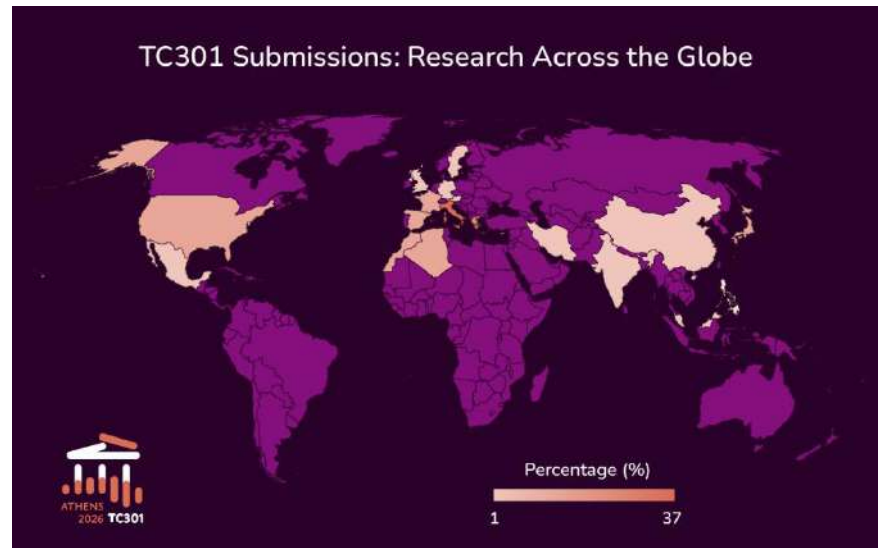 TC301 Submissions: Research Across the Globe
Percentage (%)
1 37
ATHENS
2026 TC301